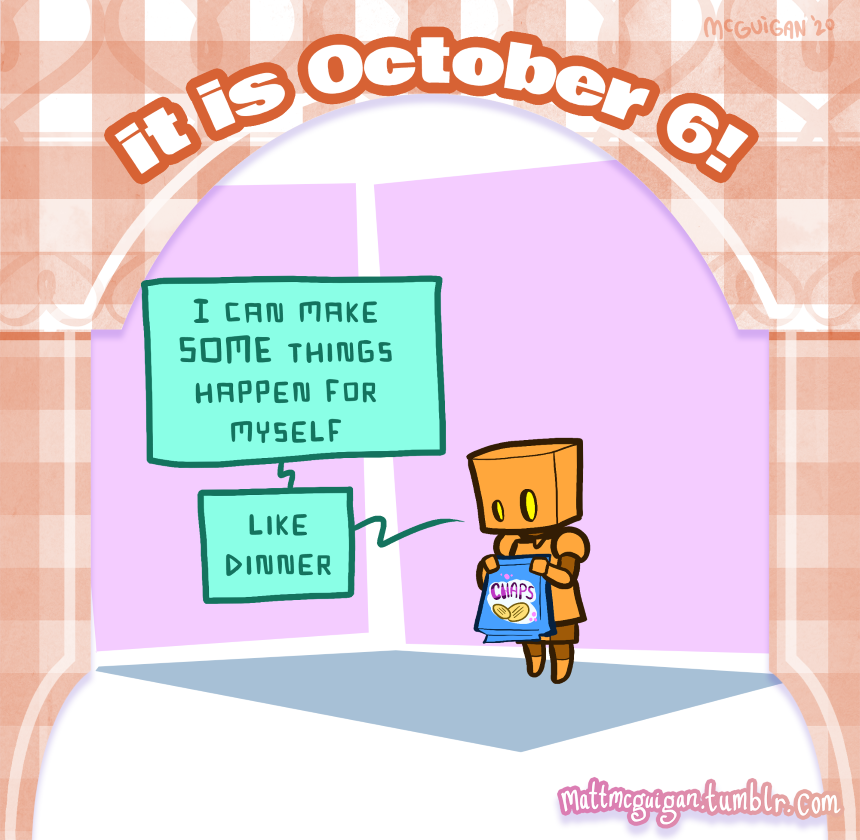 McGUiGAN '20
it is October 6!
I CAN MAKE
SOME THINGS
HAPPEN FOR
MYSELF
LIKE
DINNER
CHAPS
mattmcguigan.tumblr.com